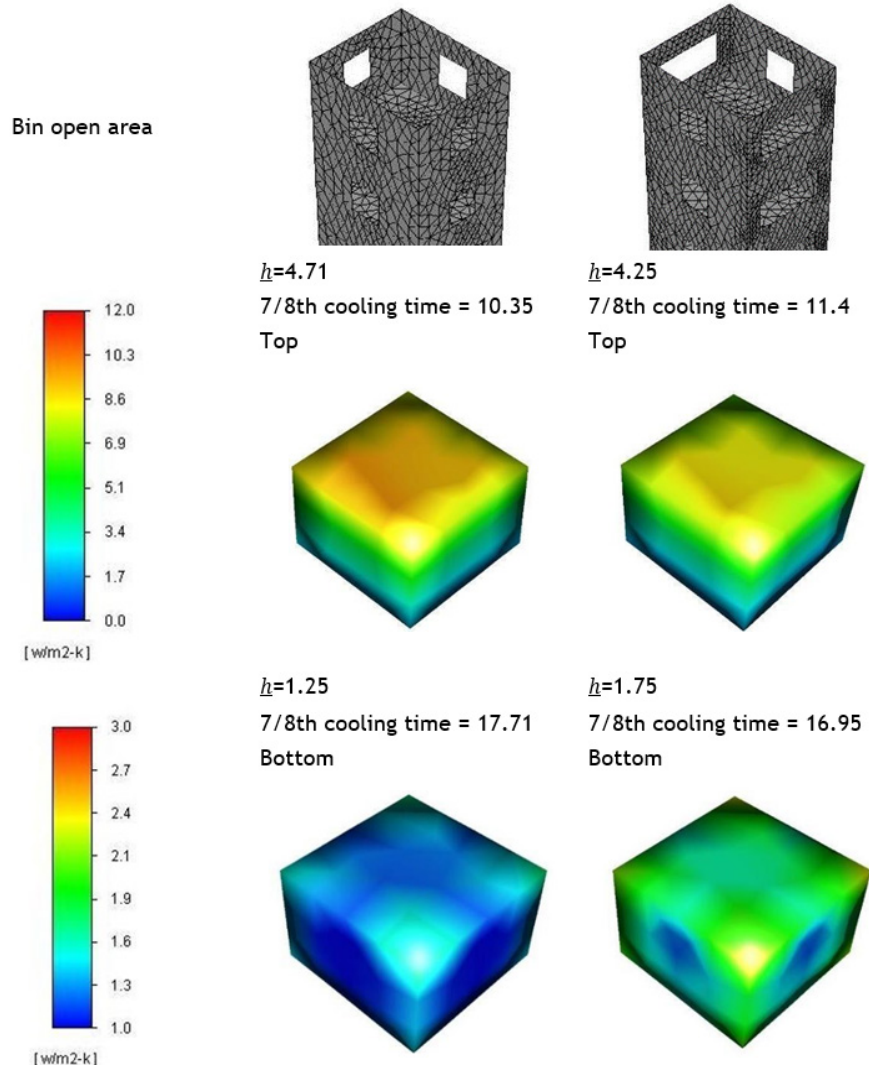 Bin open area
h=4.71
7/8th cooling time = 10.35
Top
h=4.25
7/8th cooling time = 11.4
Top
12.0
10.3
8.6
6.9
5.1
3.4
1.7
0.0
[w/m2-k]
h=1.25
7/8th cooling time = 17.71
Bottom
h=1.75
7/8th cooling time = 16.95
Bottom
3.0
2.7
2.4
2.1
1.9
1.6
1.3
1.0
[w/m2-k]